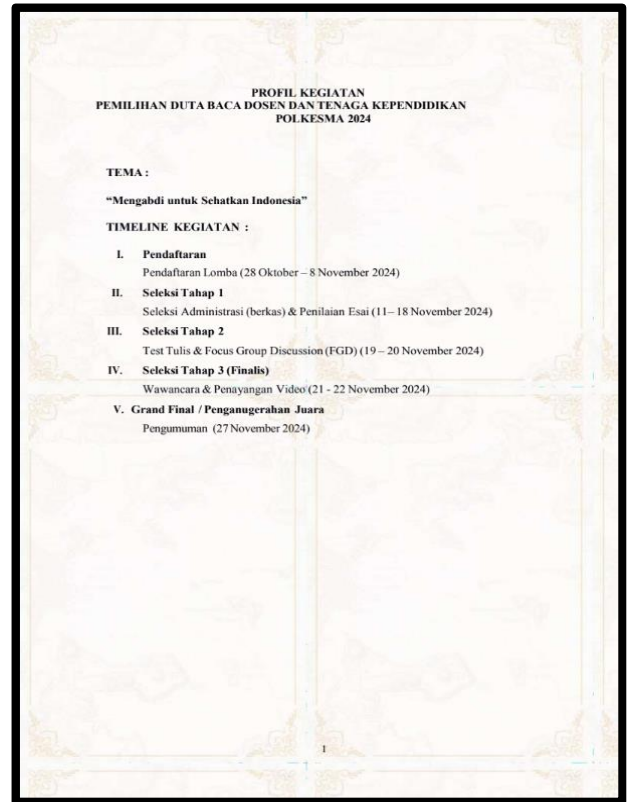 PROFIL KEGIATAN
PEMILIHAN DUTA BACA DOSEN DAN TENAGA KEPENDIDIKAN
POLKESMA 2024
TEMA :
“Mengabdi untuk Sehatkan Indonesia”
TIMELINE KEGIATAN :
I. Pendaftaran
Pendaftaran Lomba (28 Oktober – 8 November 2024)
II. Seleksi Tahap 1
Seleksi Administrasi (berkas) & Penilaian Esai (11– 18 November 2024)
III. Seleksi Tahap 2
Test Tulis & Focus Group Discussion (FGD) (19 – 20 November 2024)
IV. Seleksi Tahap 3 (Finalis)
Wawancara & Penayangan Video (21 - 22 November 2024)
V. Grand Final / Penganugerahan Juara
Pengumuman (27 November 2024)
1